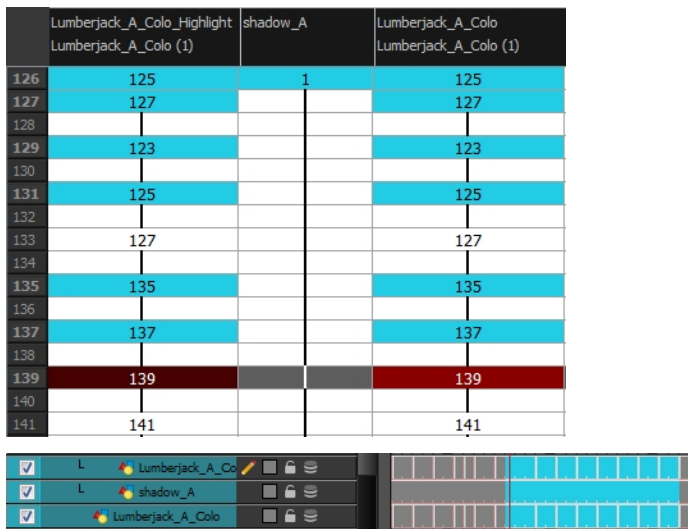 Lumberjack_A_Colo_Highlight shadow_A Lumberjack_A_Colo
Lumberjack_A_Colo (1) Lumberjack_A_Colo (1)
126 125 1 125
127 127 127
128
129 123 123
130
131 125 125
132
133 127 127
134
135 135 135
136
137 137 137
138
139 139 139
140
141 141 141
Lumberjack_A_Co
shadow_A
Lumberjack_A_Colo